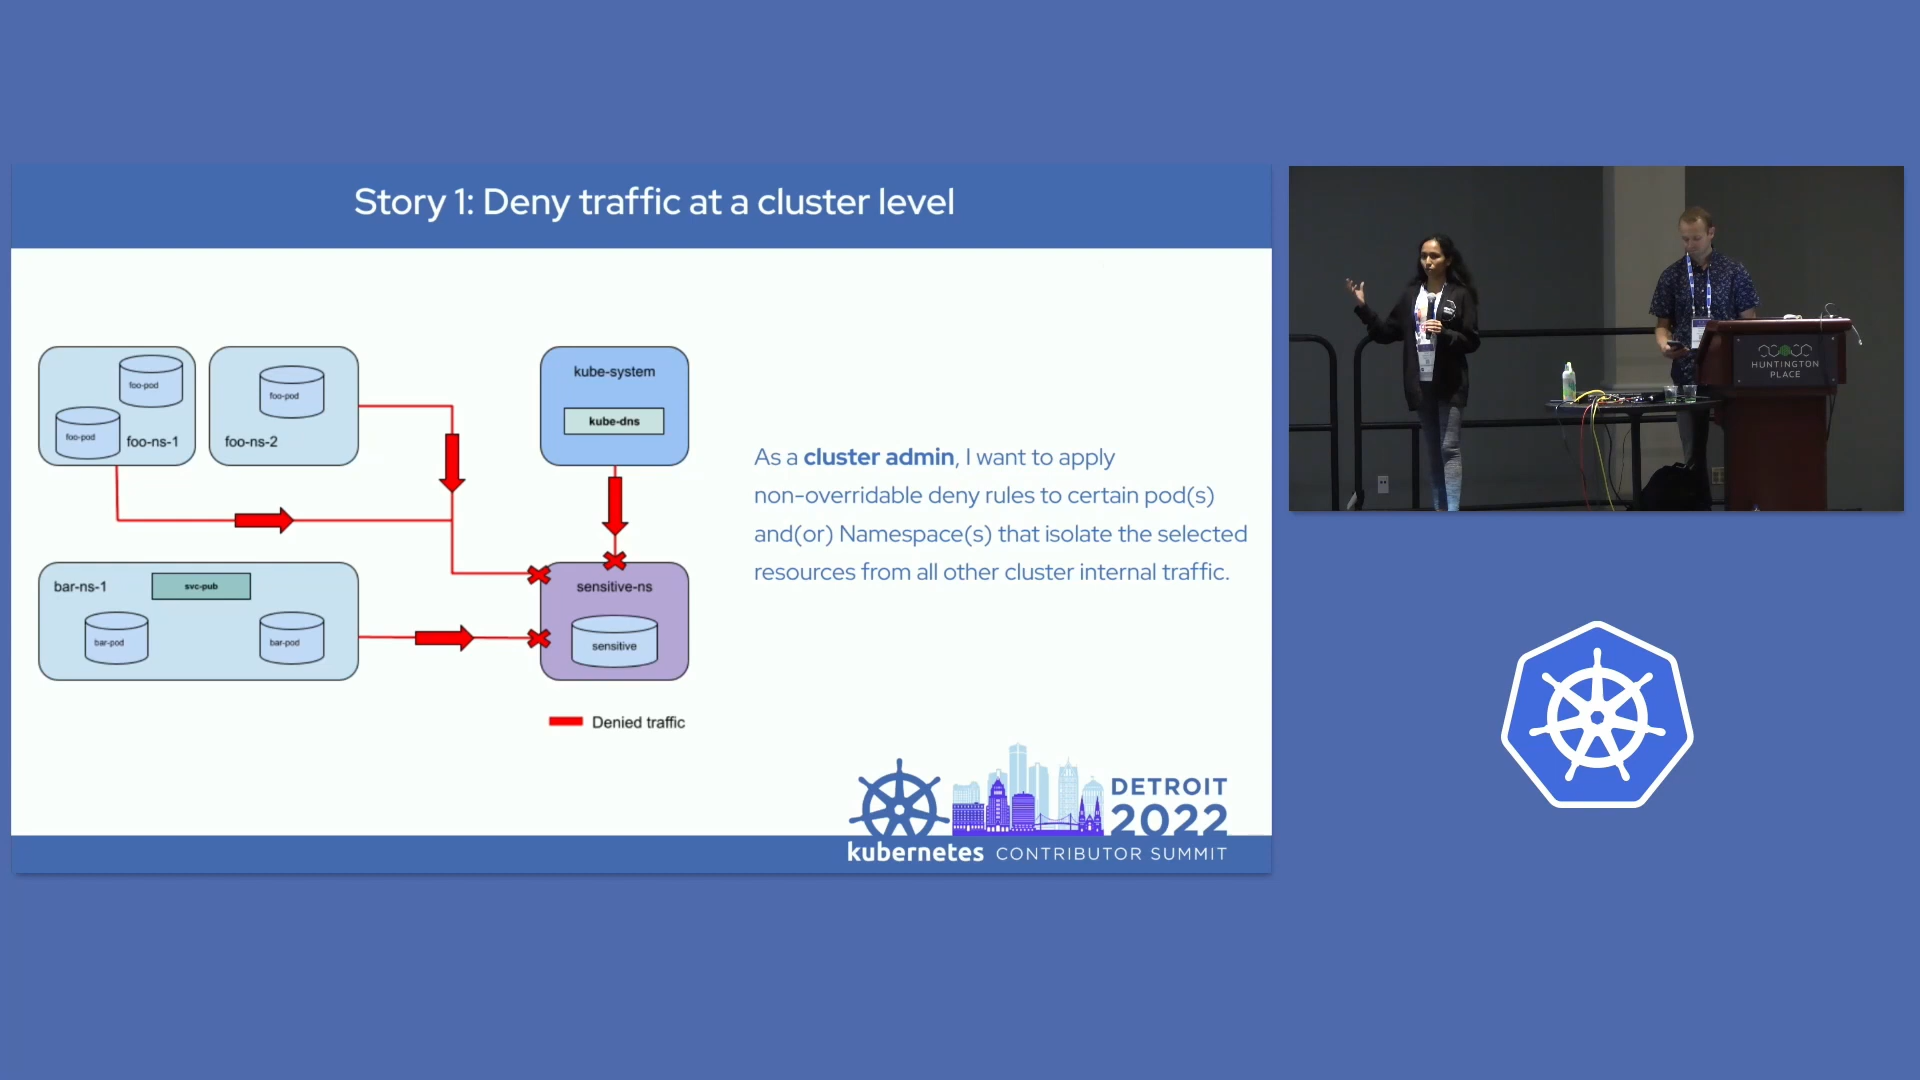 Story 1: Deny traffic at a cluster level
foo-pod
foo-pod
foo-ns-1
foo-pod
foo-ns-2
kube-system
kube-dns
bar-ns-1
svc-pub
bar-pod
bar-pod
sensitive-ns
sensitive
Denied traffic
As a cluster admin, I want to apply
non-overridable deny rules to certain pod(s)
and(or) Namespace(s) that isolate the selected
resources from all other cluster internal traffic.
DETROIT
2022
kubernetes CONTRIBUTOR SUMMIT
HUNTINGTON
PLACE